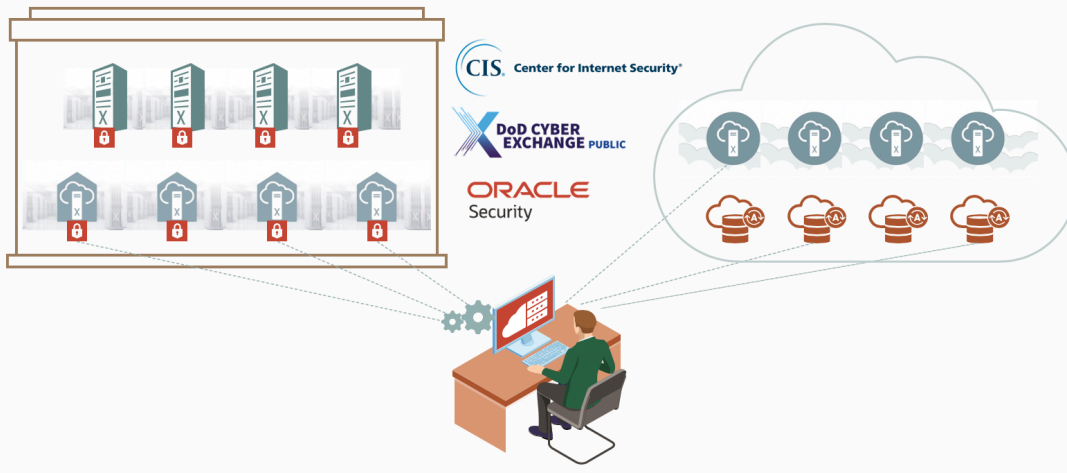 X X X X
X X X X
CIS. Center for Internet Security®
DoD CYBER
EXCHANGE PUBLIC
ORACLE
Security
X X X X
A A A A